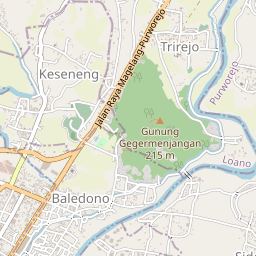 Trirejo
Keseneng
Jalan Raya Magelang-Purworejo
Purworejo
Gunung
Gegermenjangan
215 m
Loano
Baledono